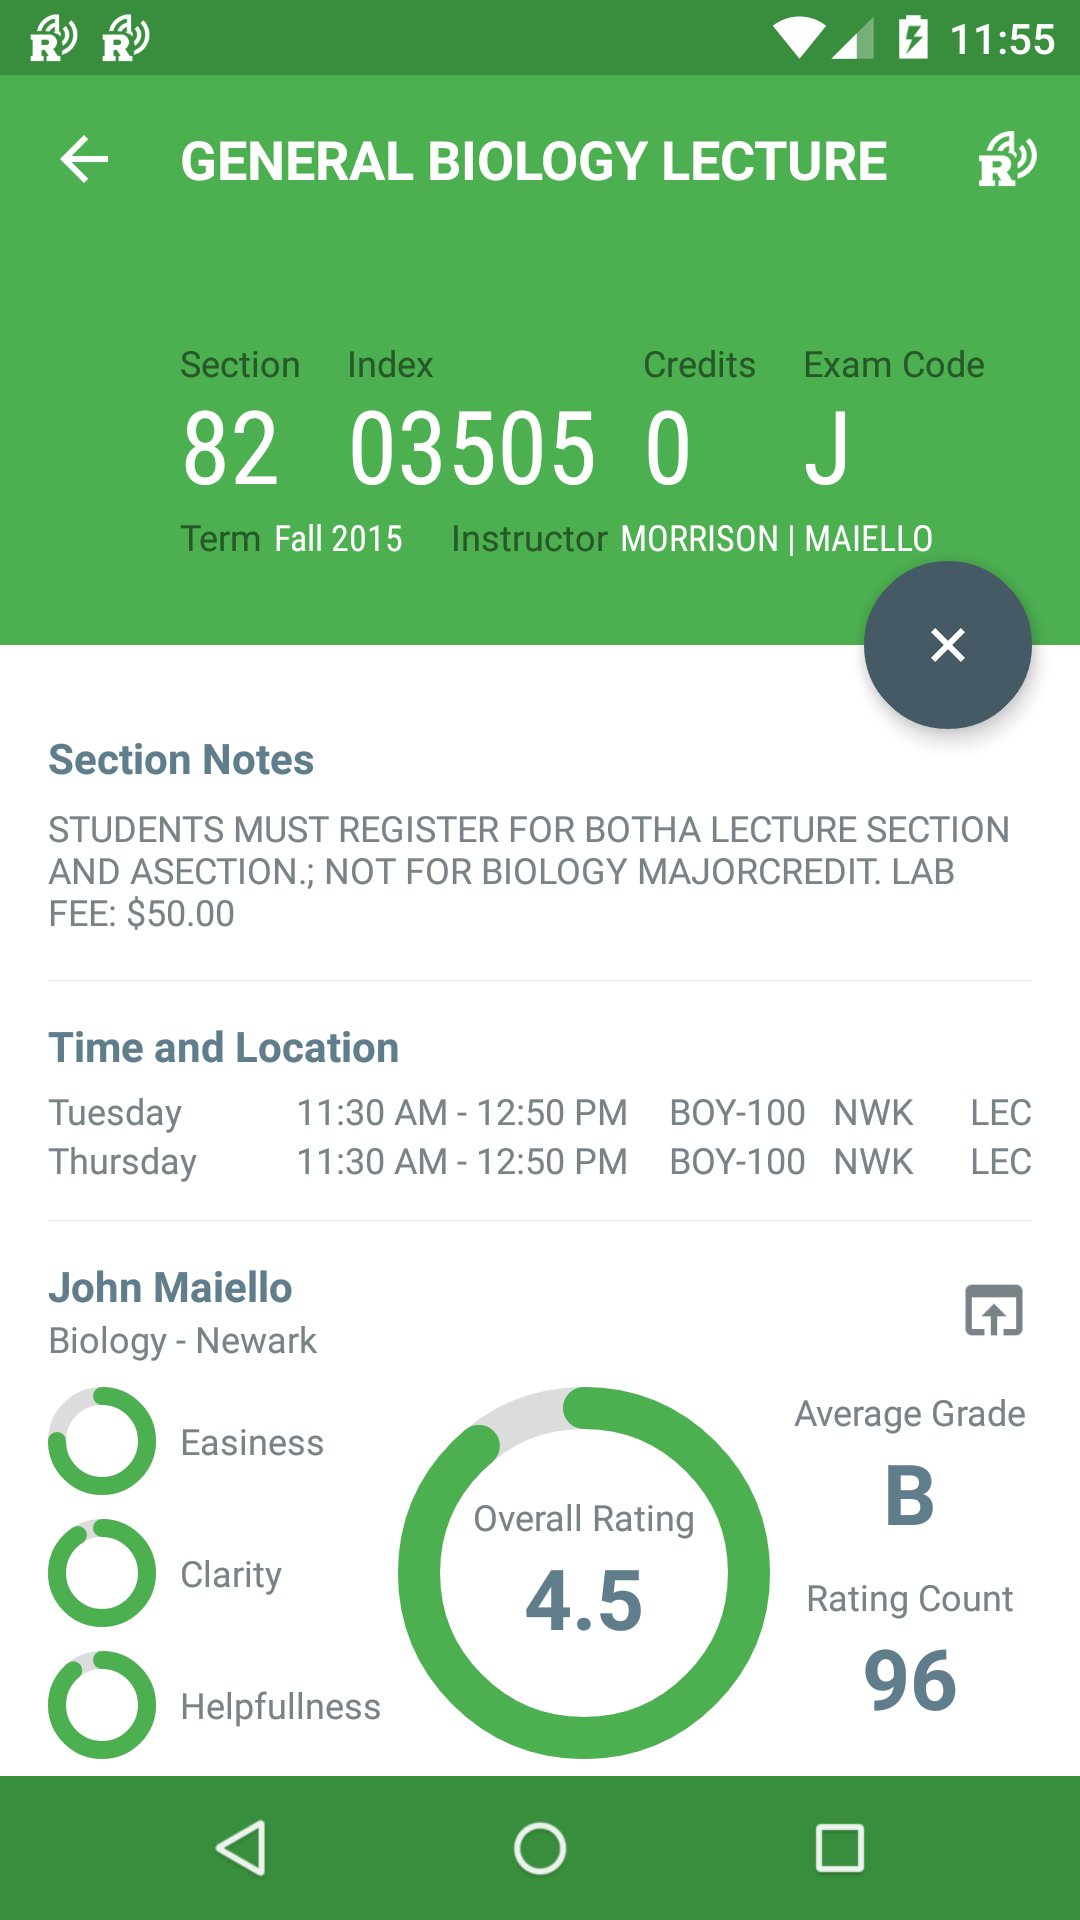 11:55
GENERAL BIOLOGY LECTURE
Section Index Credits Exam Code
82 03505 0 J
Term Fall 2015 Instructor MORRISON | MAIELLO
Section Notes
STUDENTS MUST REGISTER FOR BOTHA LECTURE SECTION
AND ASECTION.; NOT FOR BIOLOGY MAJORCREDIT. LAB
FEE: $50.00
Time and Location
Tuesday 11:30 AM - 12:50 PM BOY-100 NWK LEC
Thursday 11:30 AM - 12:50 PM BOY-100 NWK LEC
John Maiello
Biology - Newark
Easiness
Clarity
Helpfullness
Overall Rating
4.5
Average Grade
B
Rating Count
96